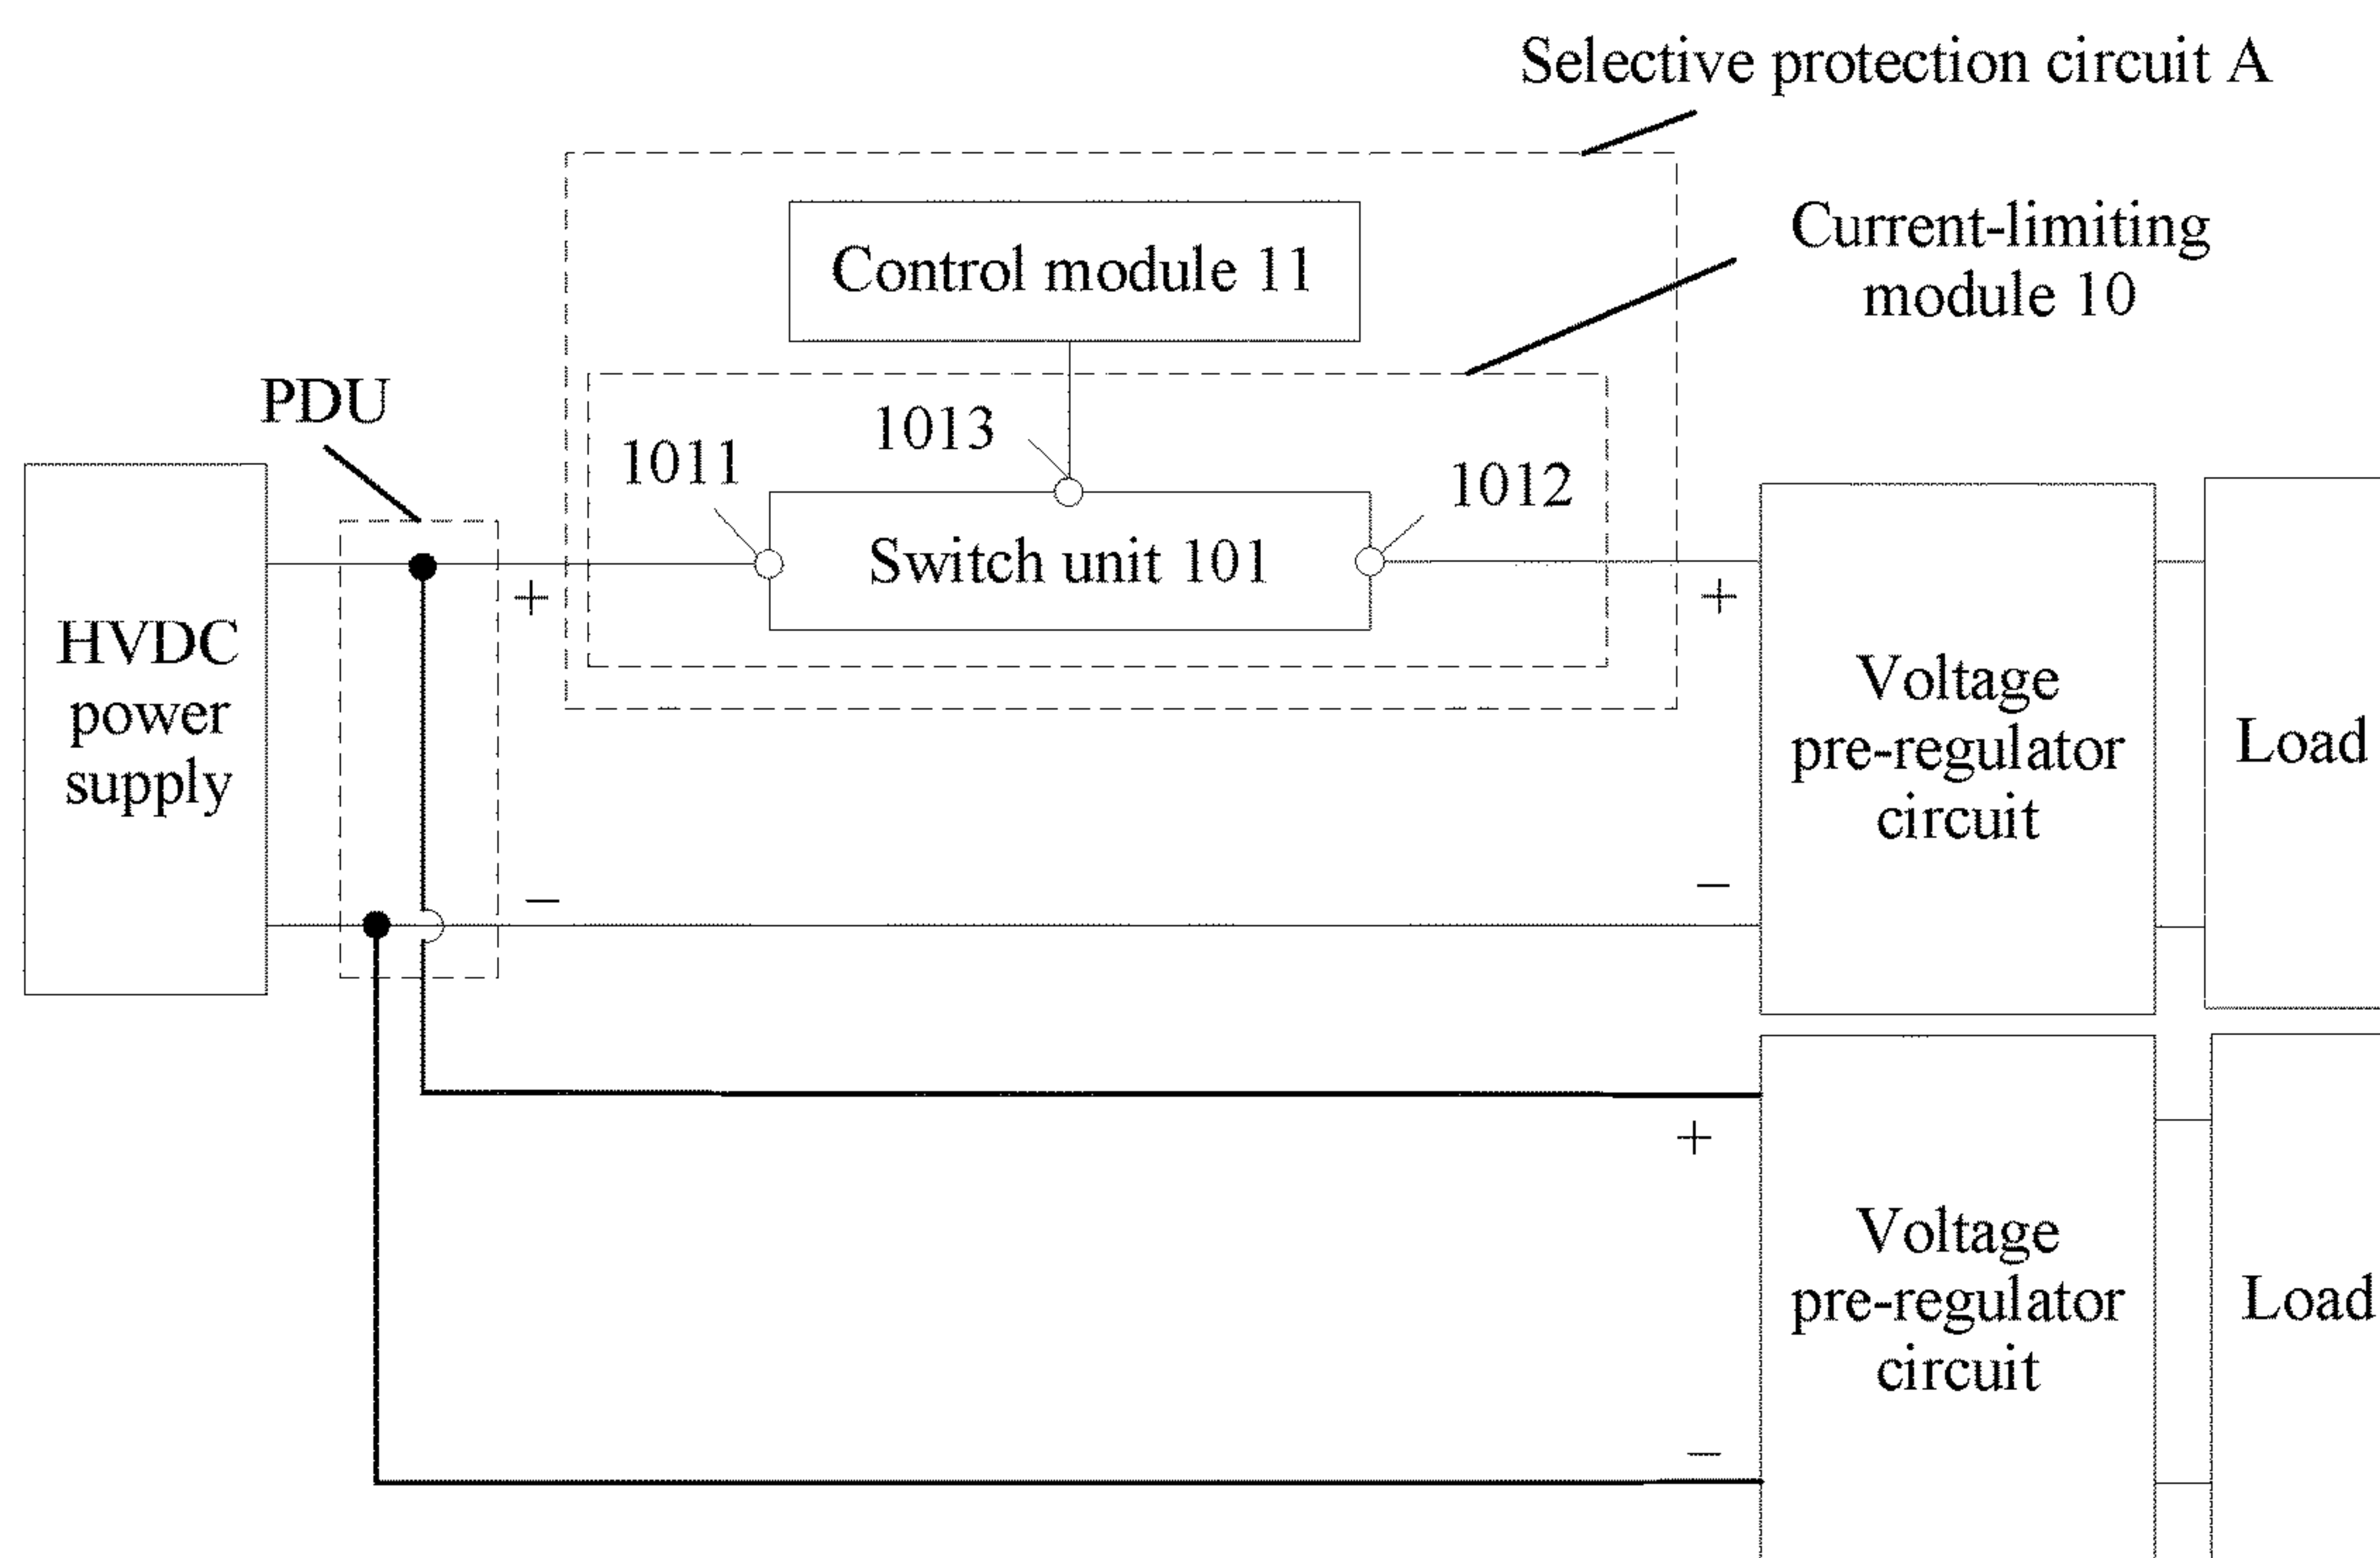 Selective protection circuit A
Control module 11
Current-limiting
module 10
PDU
1013
1011
1012
Switch unit 101
+
+
HVDC
power
supply
Voltage
pre-regulator
circuit
Load
−
−
+
Voltage
pre-regulator
circuit
Load
−